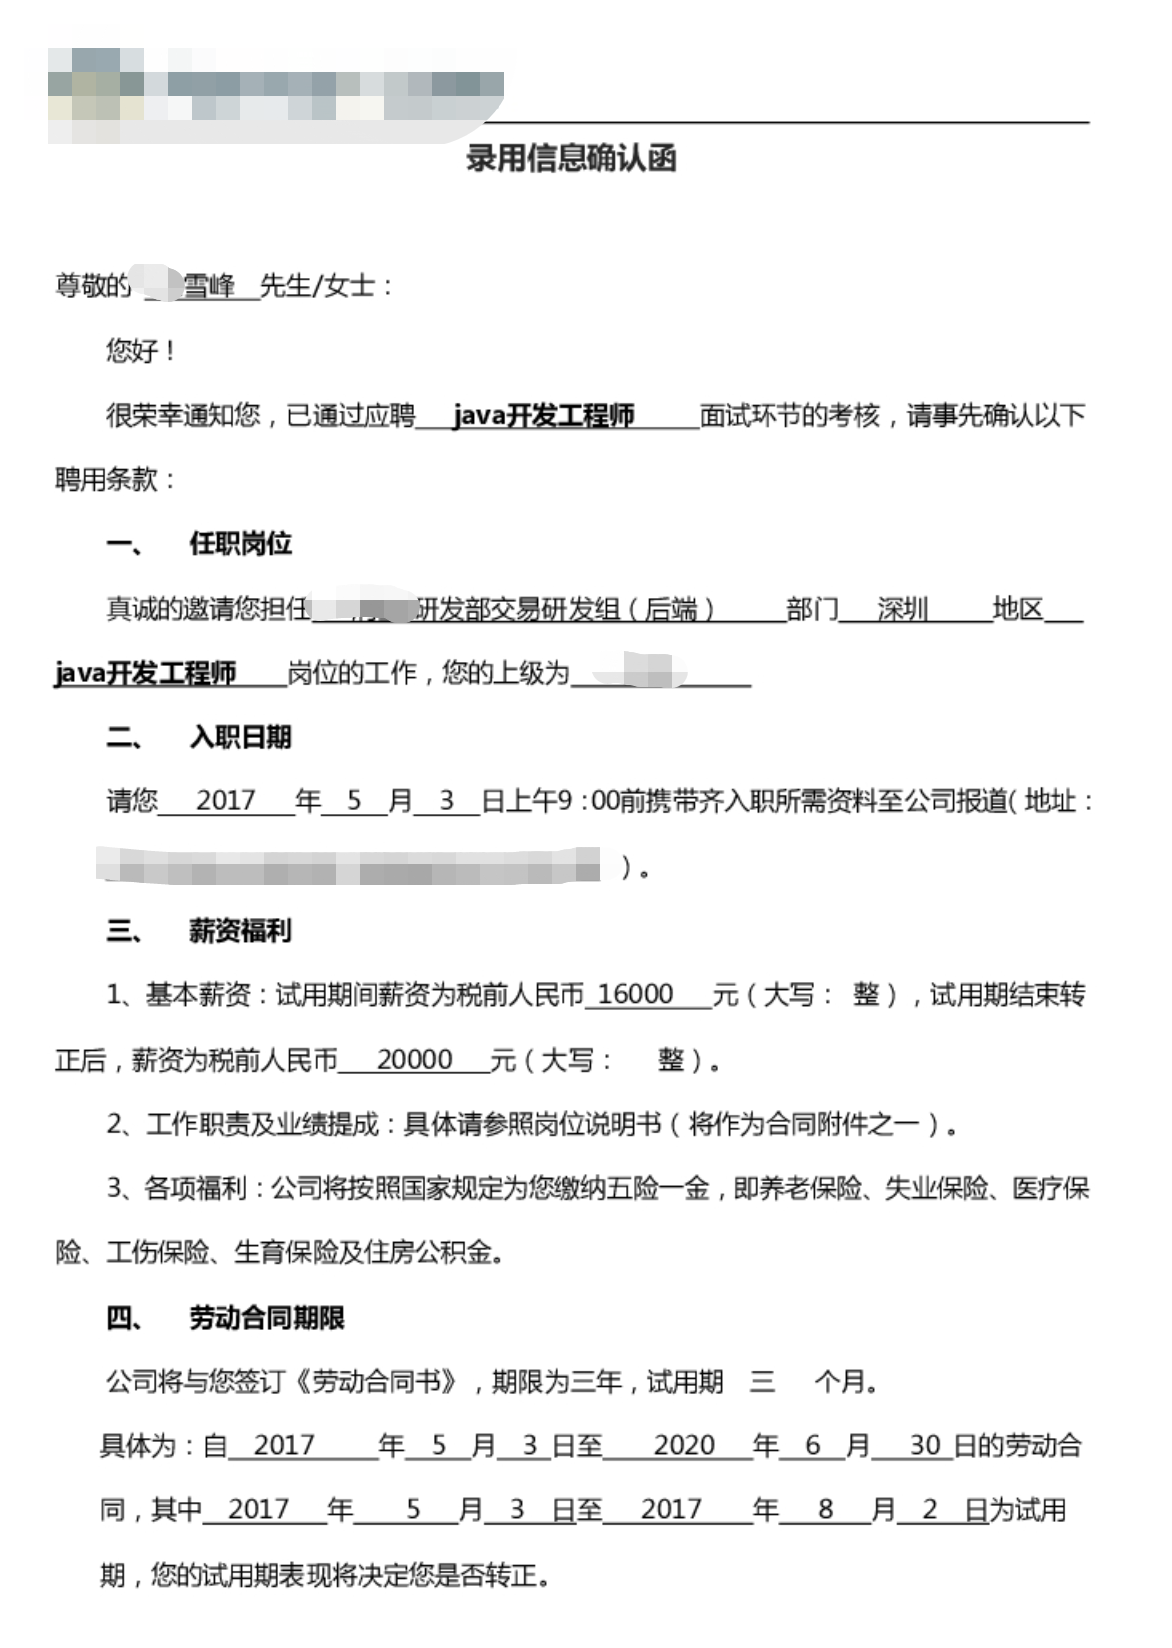 录用信息确认函
尊敬的 雪峰 先生/女士：
您好！
很荣幸通知您，已通过应聘 java开发工程师 面试环节的考核，请事先确认以下
聘用条款：
一、 任职岗位
真诚的邀请您担任 研发部交易研发组（后端） 部门 深圳 地区
java开发工程师 岗位的工作，您的上级为
二、 入职日期
请您 2017 年 5 月 3 日上午9：00前携带齐入职所需资料至公司报道（地址：
）。
三、 薪资福利
1、基本薪资：试用期间薪资为税前人民币 16000 元（大写： 整），试用期结束转
正后，薪资为税前人民币 20000 元（大写： 整）。
2、工作职责及业绩提成：具体请参照岗位说明书（将作为合同附件之一）。
3、各项福利：公司将按照国家规定为您缴纳五险一金，即养老保险、失业保险、医疗保
险、工伤保险、生育保险及住房公积金。
四、 劳动合同期限
公司将与您签订《劳动合同书》，期限为三年，试用期 三 个月。
具体为：自 2017 年 5 月 3 日至 2020 年 6 月 30 日的劳动合
同，其中 2017 年 5 月 3 日至 2017 年 8 月 2 日为试用
期，您的试用期表现将决定您是否转正。